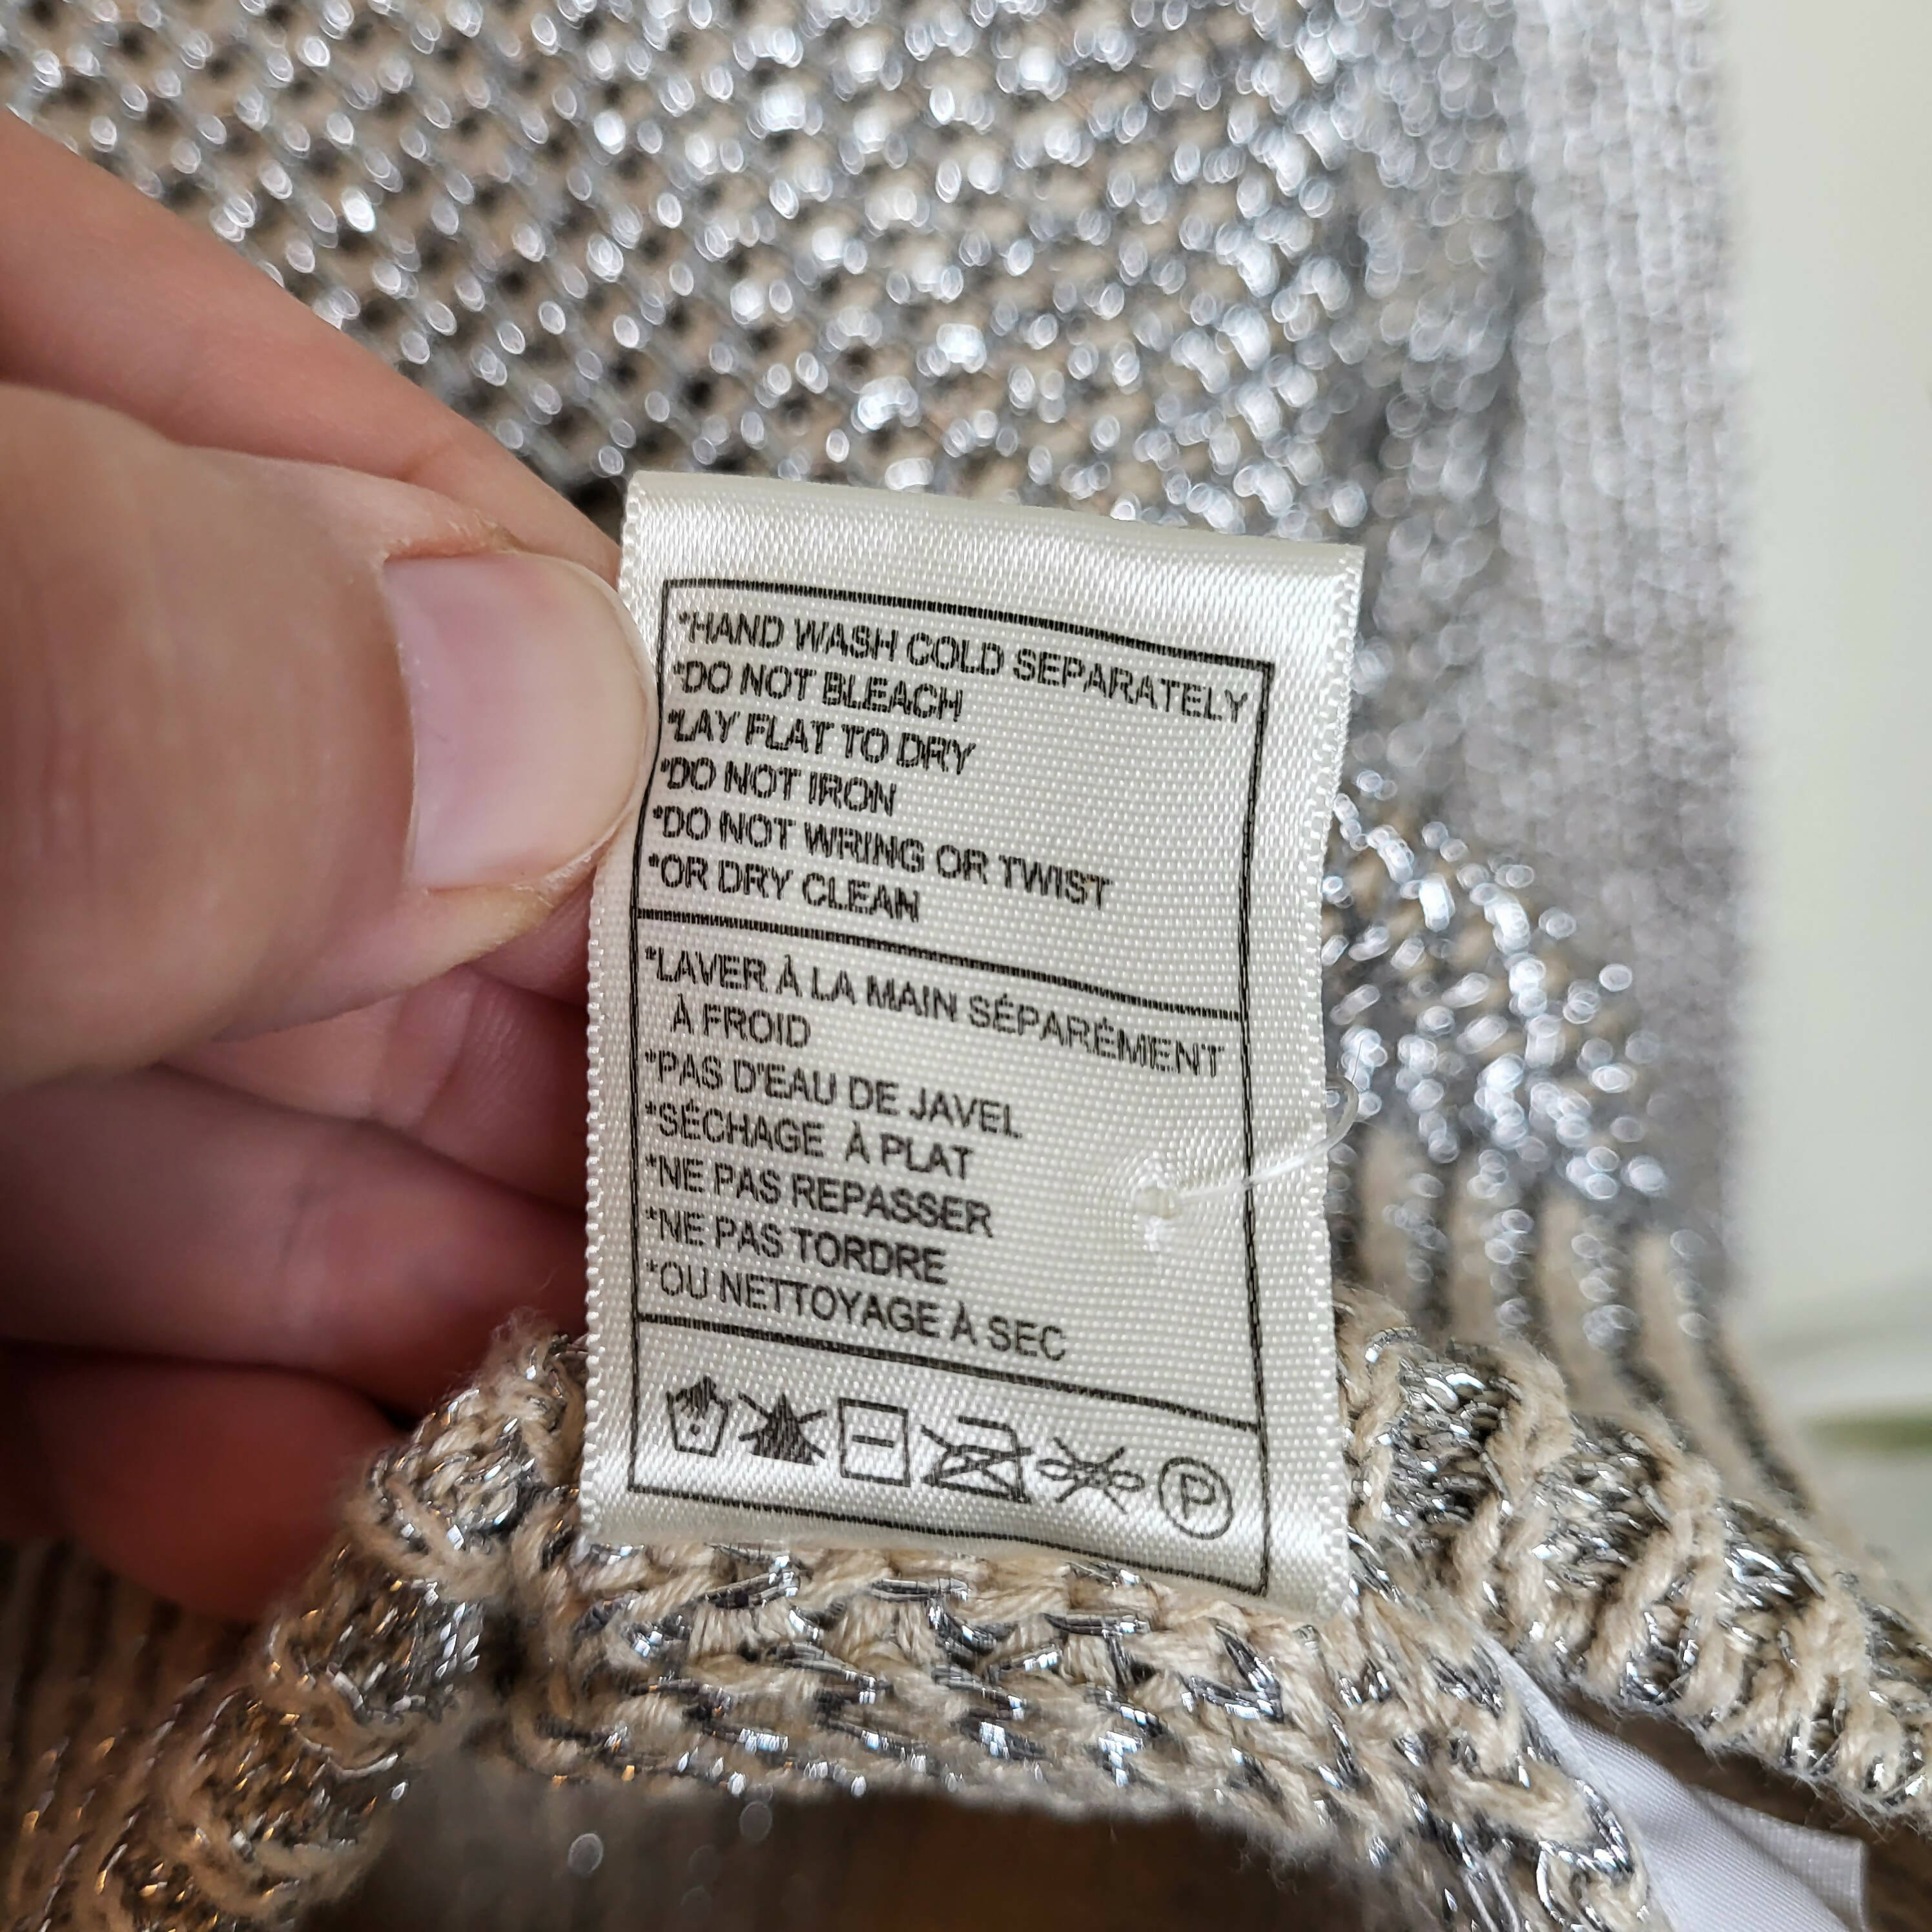 *HAND WASH COLD SEPARATELY
*DO NOT BLEACH
*LAY FLAT TO DRY
*DO NOT IRON
*DO NOT WRING OR TWIST
*OR DRY CLEAN
*LAVER À LA MAIN SÉPARÉMENT
À FROID
*PAS D'EAU DE JAVEL
*SÉCHAGE À PLAT
*NE PAS REPASSER
*NE PAS TORDRE
*OU NETTOYAGE À SEC
P